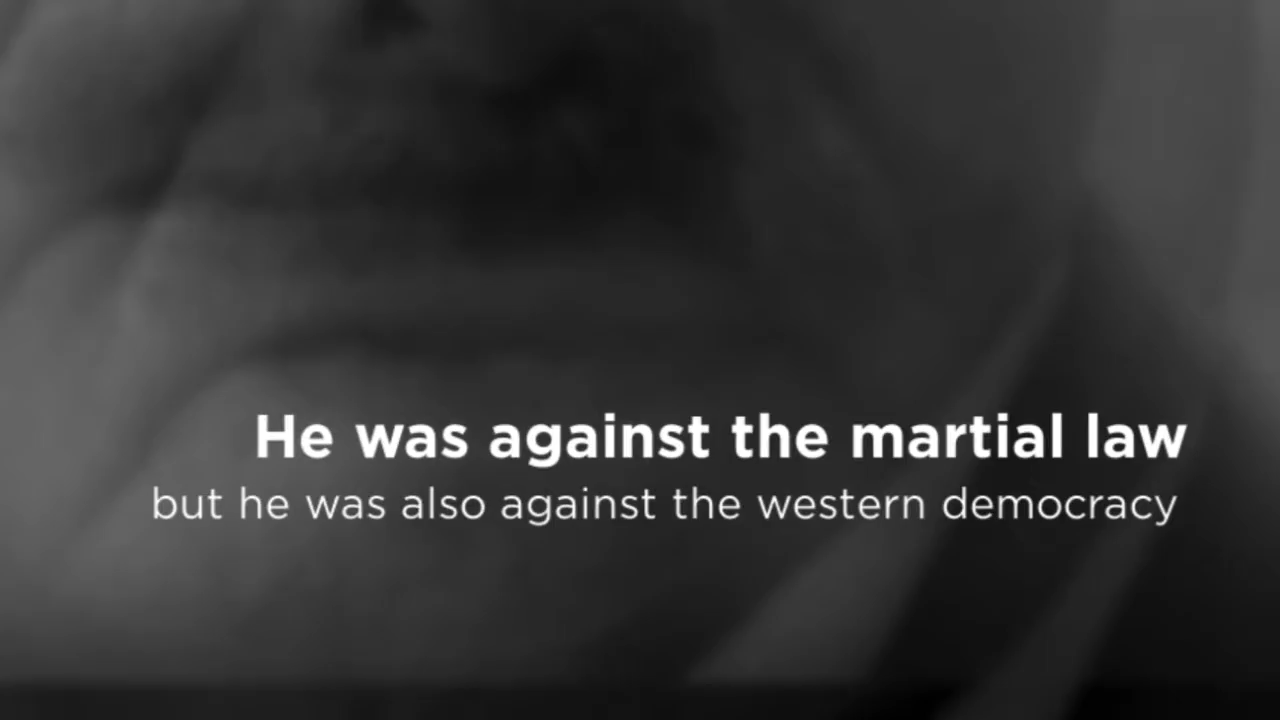 He was against the martial law
but he was also against the western democracy